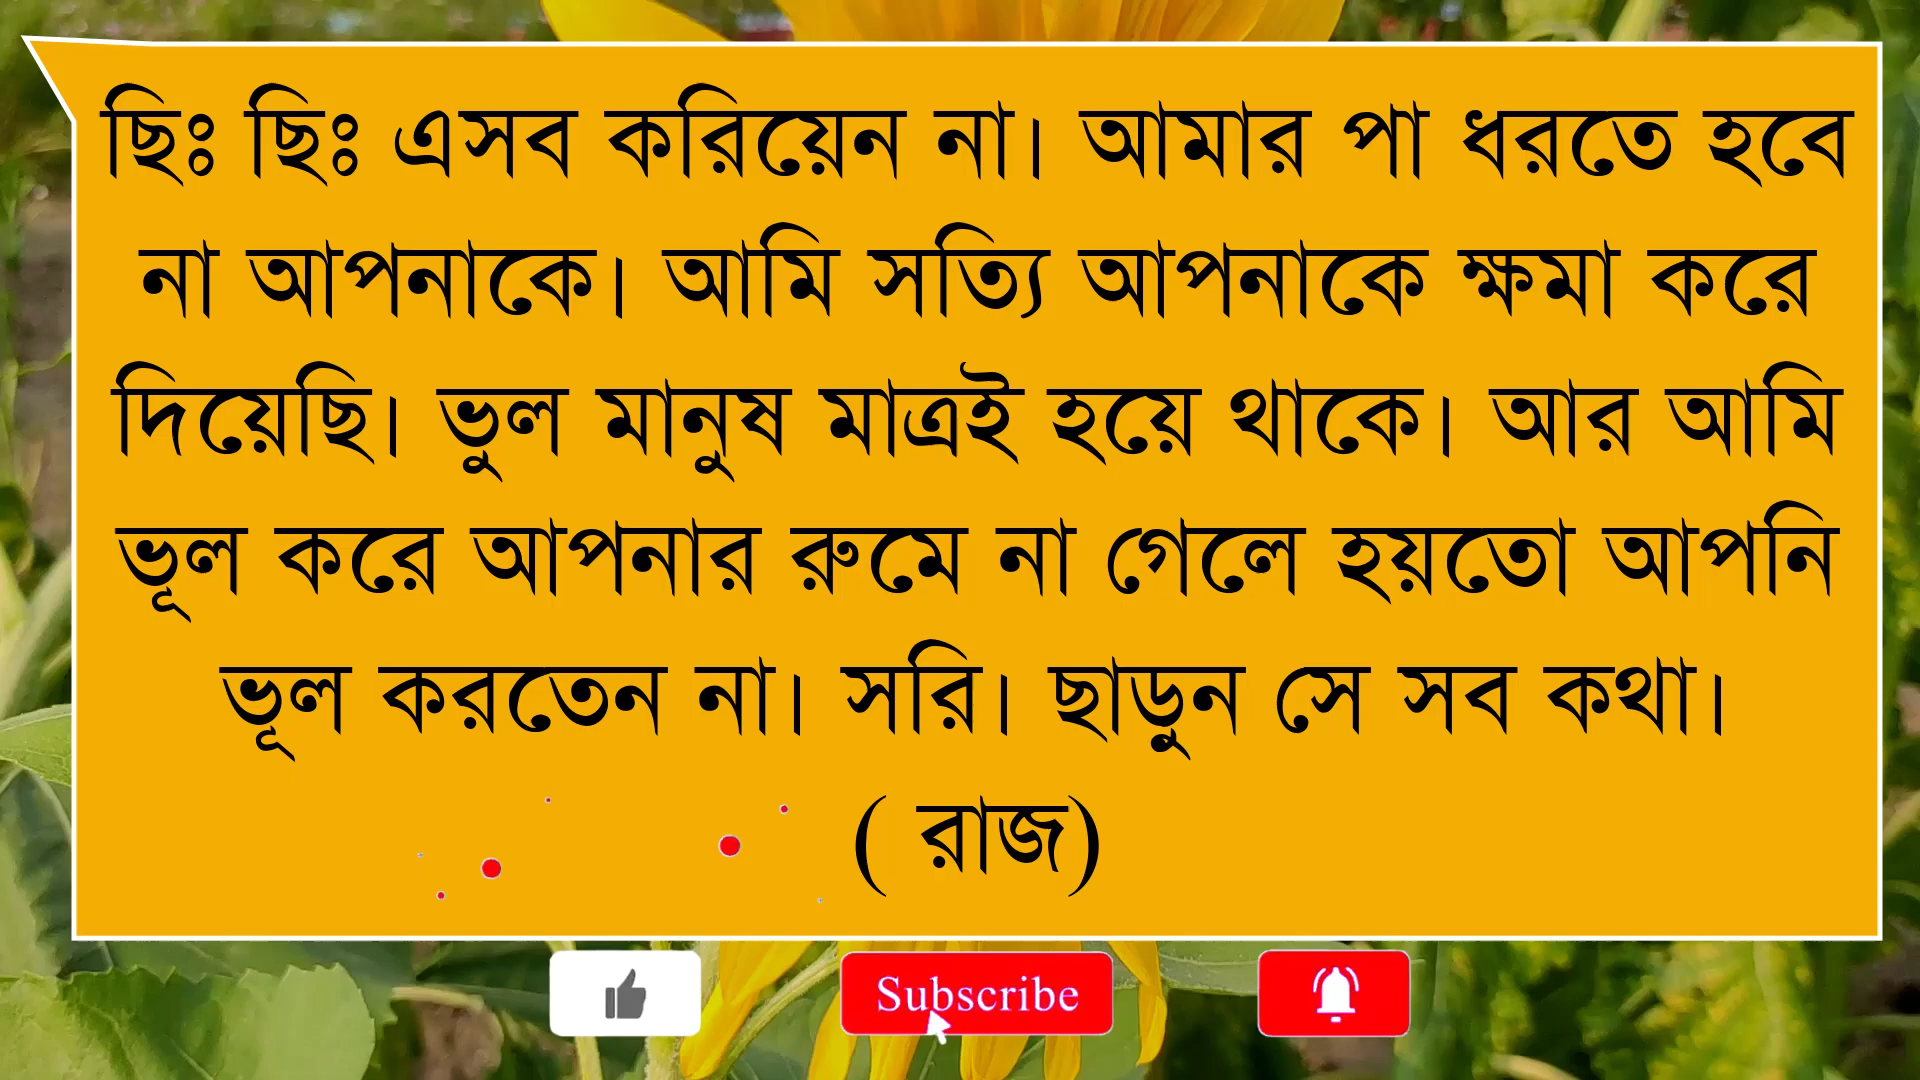 ছিঃ ছিঃ এসব করিয়েন না। আমার পা ধরতে হবে
না আপনাকে। আমি সত্যি আপনাকে ক্ষমা করে
দিয়েছি। ভুল মানুষ মাত্রই হয়ে থাকে। আর আমি
ভূল করে আপনার রুমে না গেলে হয়তো আপনি
ভূল করতেন না। সরি। ছাড়ুন সে সব কথা।
( রাজ)
Subscribe